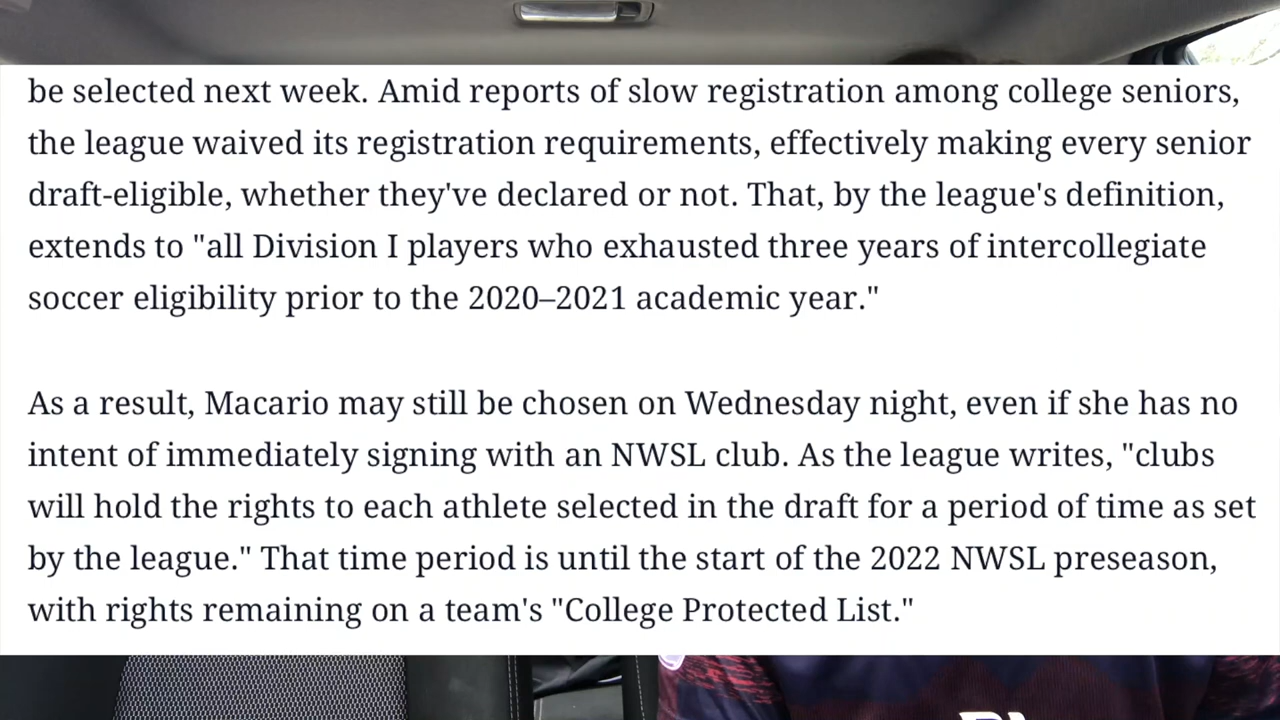 be selected next week. Amid reports of slow registration among college seniors,
the league waived its registration requirements, effectively making every senior
draft-eligible, whether they've declared or not. That, by the league's definition,
extends to "all Division I players who exhausted three years of intercollegiate
soccer eligibility prior to the 2020–2021 academic year."
As a result, Macario may still be chosen on Wednesday night, even if she has no
intent of immediately signing with an NWSL club. As the league writes, "clubs
will hold the rights to each athlete selected in the draft for a period of time as set
by the league." That time period is until the start of the 2022 NWSL preseason,
with rights remaining on a team's "College Protected List."